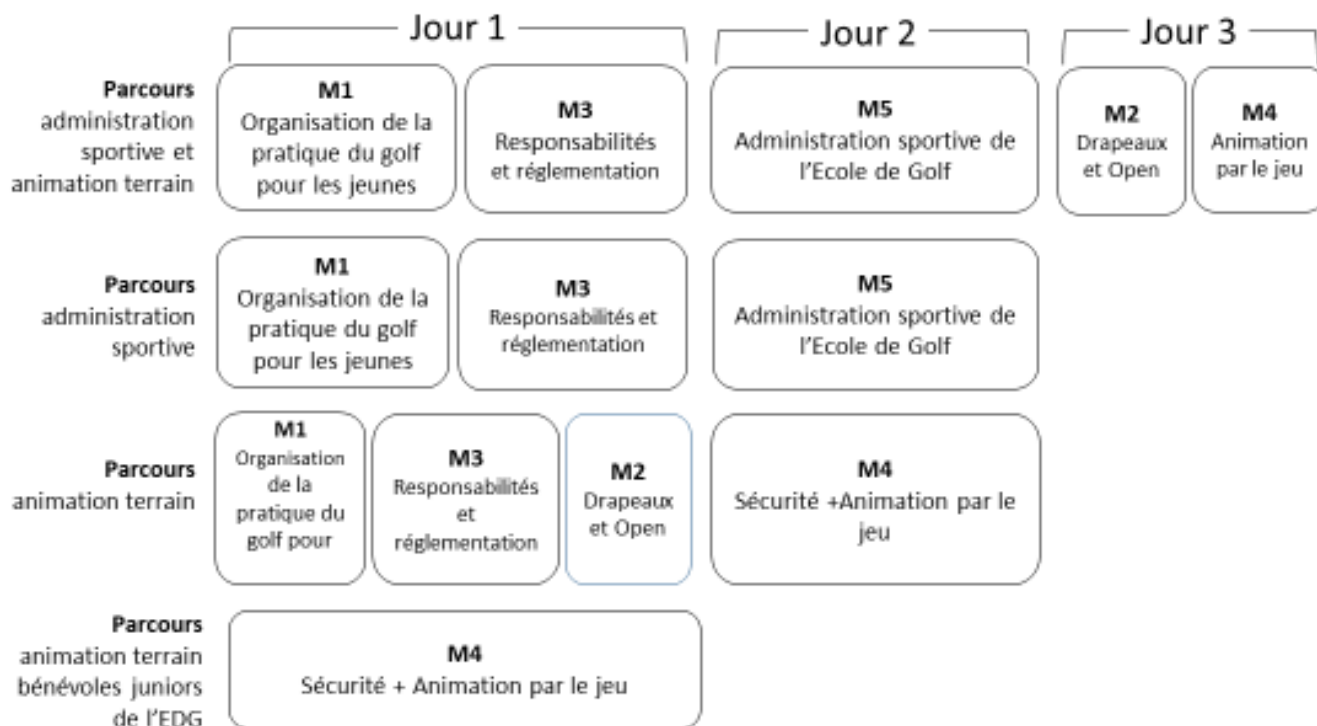 Jour 1
Jour 2
Jour 3
Parcours
administration
sportive et
animation terrain
M1
Organisation de la
pratique du golf
pour les jeunes
M3
Responsabilités
et réglementation
M5
Administration sportive de
l'Ecole de Golf
M2
Drapeaux
et Open
M4
Animation
par le jeu
Parcours
administration
sportive
M1
Organisation de la
pratique du golf
pour les jeunes
M3
Responsabilités et
réglementation
M5
Administration sportive de
l'Ecole de Golf
Parcours
animation terrain
M1
Organisation
de la
pratique du
golf pour
M3
Responsabilités
et
réglementation
M2
Drapeaux
et Open
M4
Sécurité +Animation par le
jeu
Parcours
animation terrain
bénévoles juniors
de l'EDG
M4
Sécurité + Animation par le jeu